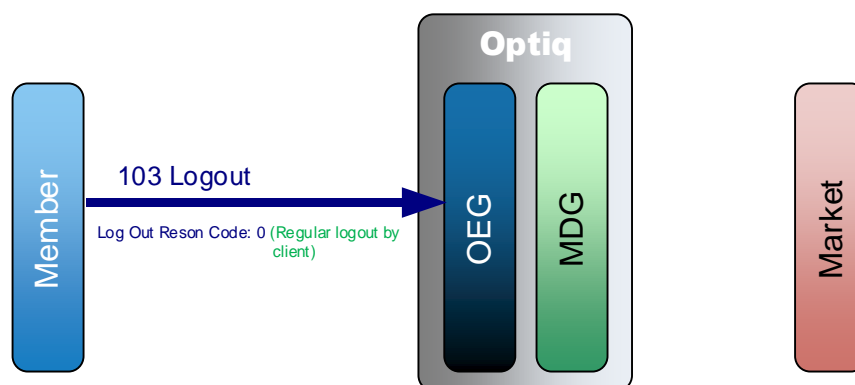 Optiq
103 Logout
Log Out Reson Code: 0 (Regular logout by
client)
Member
OEG
MDG
Market